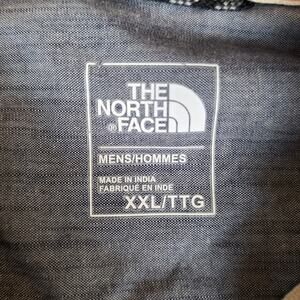 THE
NORTH
® FACE
MENS/HOMMES
MADE IN INDIA
FABRIQUÉ EN INDE
XXL/TTG